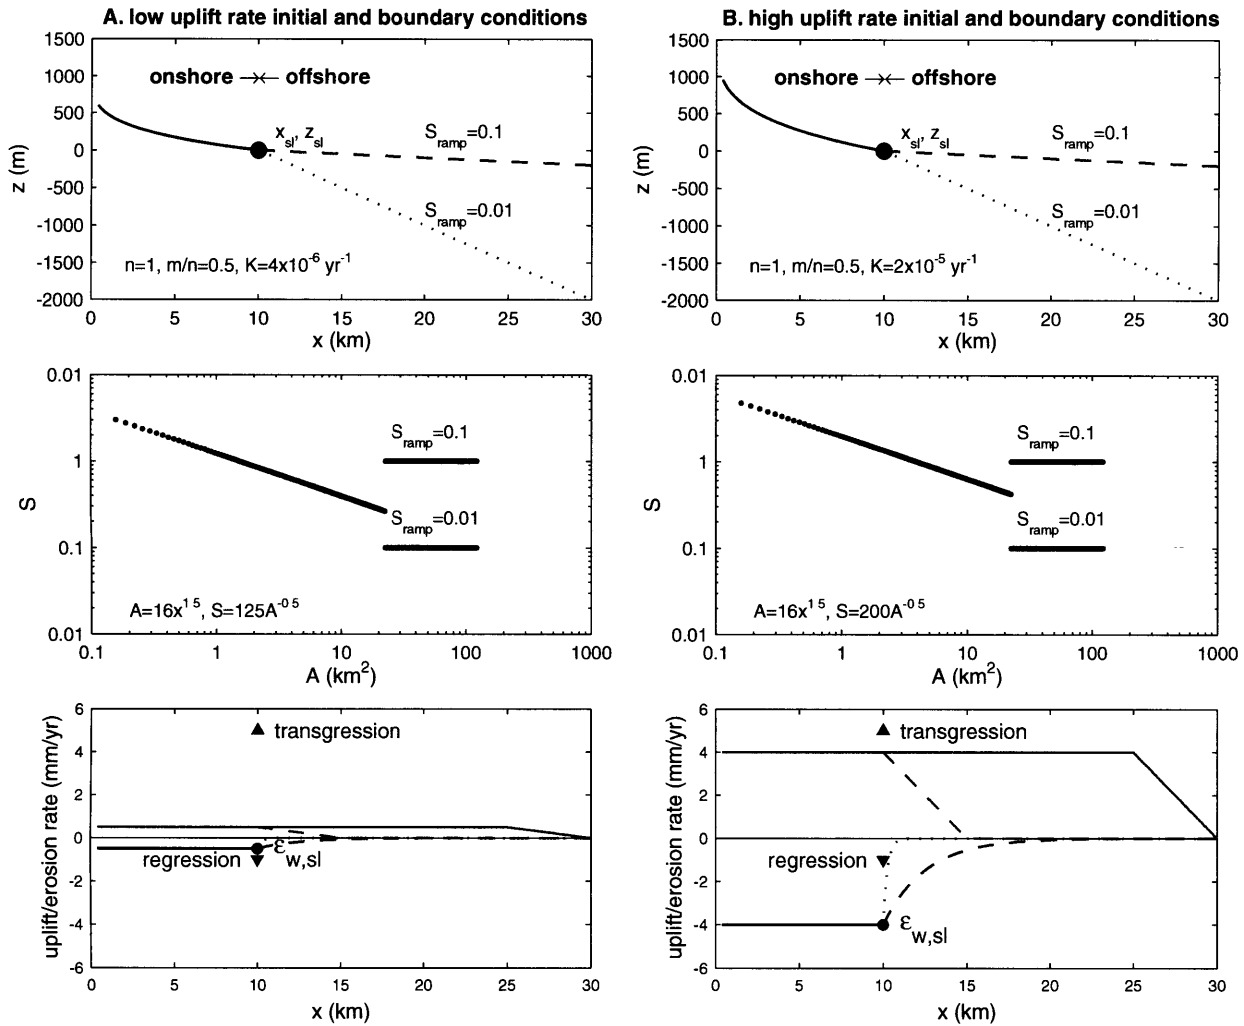 A. low uplift rate initial and boundary conditions
1500
1000
500
0
-500
-1000
-1500
-2000
z (m)
onshore offshore
x_sl, z_sl
S_ramp=0.1
S_ramp=0.01
n=1, m/n=0.5, K=4x10^-6 yr^-1
0 5 10 15 20 25 30
x (km)
B. high uplift rate initial and boundary conditions
1500
1000
500
0
-500
-1000
-1500
-2000
z (m)
onshore offshore
x_sl, z_sl
S_ramp=0.1
S_ramp=0.01
n=1, m/n=0.5, K=2x10^-5 yr^-1
0 5 10 15 20 25 30
x (km)
0.01
1
0.1
0.01
S
S_ramp=0.1
S_ramp=0.01
A=16x^1 5, S=125A^-0 5
0.1 1 10 100 1000
A (km^2)
0.01
1
0.1
0.01
S
S_ramp=0.1
S_ramp=0.01
A=16x^1 5, S=200A^-0 5
0.1 1 10 100 1000
A (km^2)
6
4
2
0
-2
-4
-6
uplift/erosion rate (mm/yr)
transgression
regression
ε_w,sl
0 5 10 15 20 25 30
x (km)
6
4
2
0
-2
-4
-6
uplift/erosion rate (mm/yr)
transgression
regression
ε_w,sl
0 5 10 15 20 25 30
x (km)